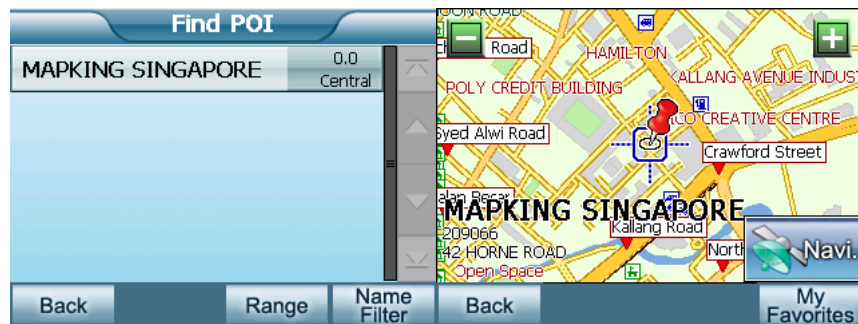 Find POI
MAPKING SINGAPORE
0.0
Central
Back
Range
Name
Filter
Road
HAMILTON
KALLANG AVENUE INDUS
POLY CREDIT BUILDING
CREATIVE CENTRE
Syed Alwi Road
Crawford Street
MAPKING SINGAPORE
209066
Kallang Road
42 HORNE ROAD
North
Open Space
Navi.
Back
My
Favorites